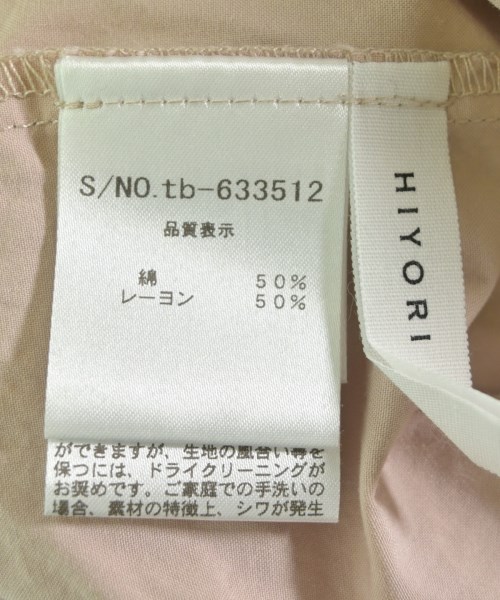 S/NO.tb-633512
品質表示
綿 50%
レーヨン 50%
HIYORI
ができますが、生地の風合い等を
保つには、ドライクリーニングが
お奨めです。ご家庭での手洗いの
場合、素材の特徴上、シワが発生